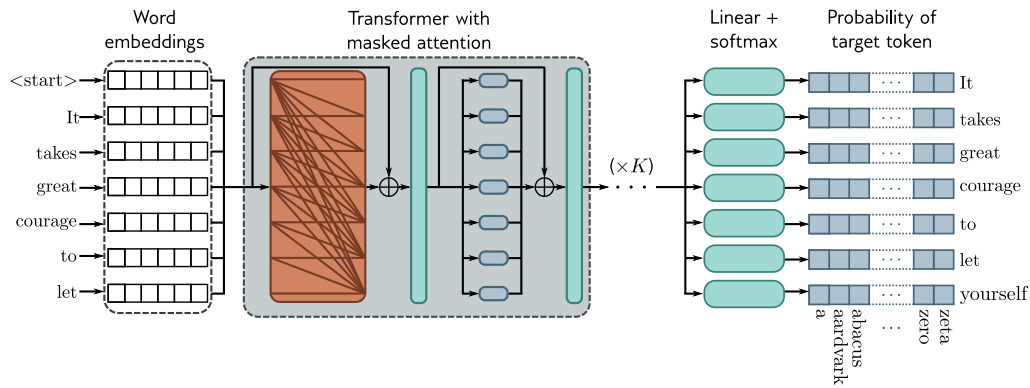 Word
embeddings
Transformer with
masked attention
Linear +
softmax
Probability of
target token
<start>
It
takes
great
courage
to
let
(×K)
· · · ·
It
takes
great
courage
to
let
yourself
· · ·
· · ·
· · ·
· · ·
· · ·
· · ·
· · ·
a
aardvark
abacus
· · ·
zero
zeta